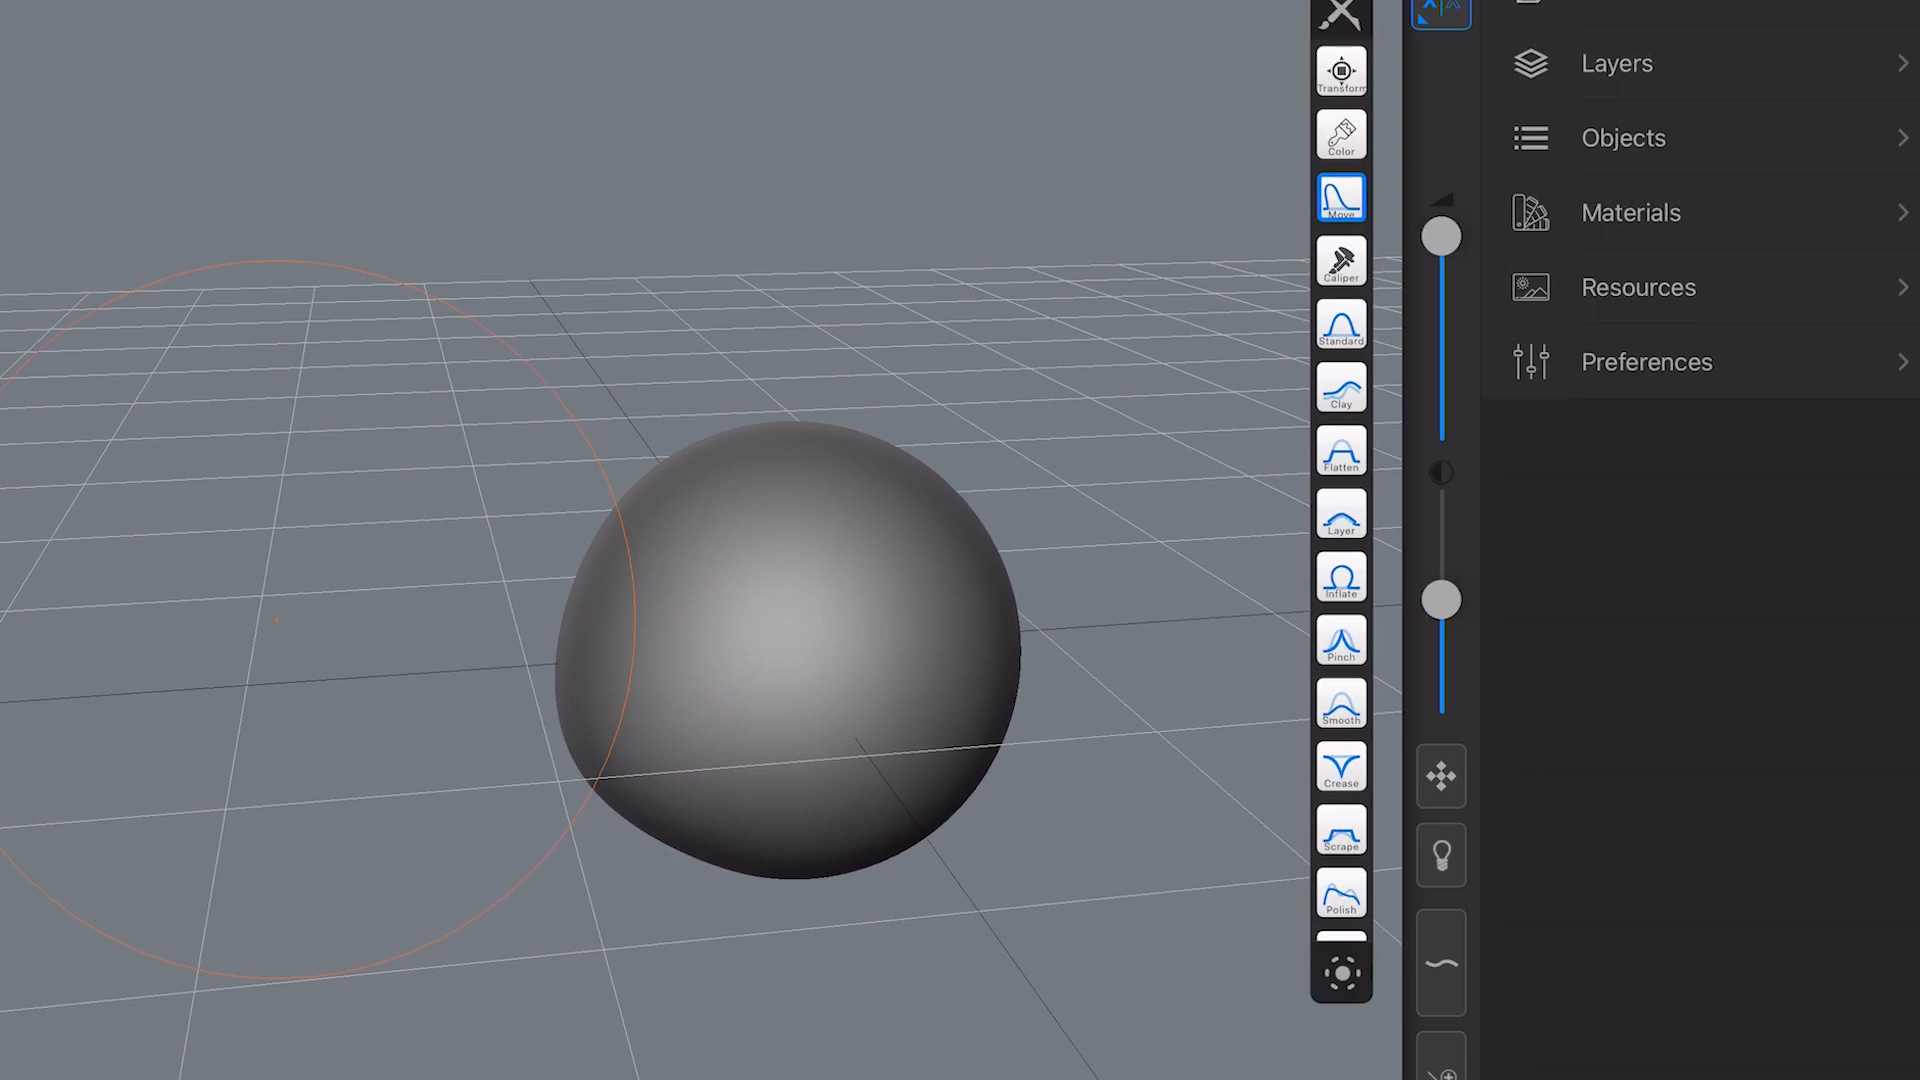 Transform
Color
Move
Caliper
Standard
Clay
Flatten
Layer
Inflate
Pinch
Smooth
Crease
Scrape
Polish
Layers
Objects
Materials
Resources
Preferences